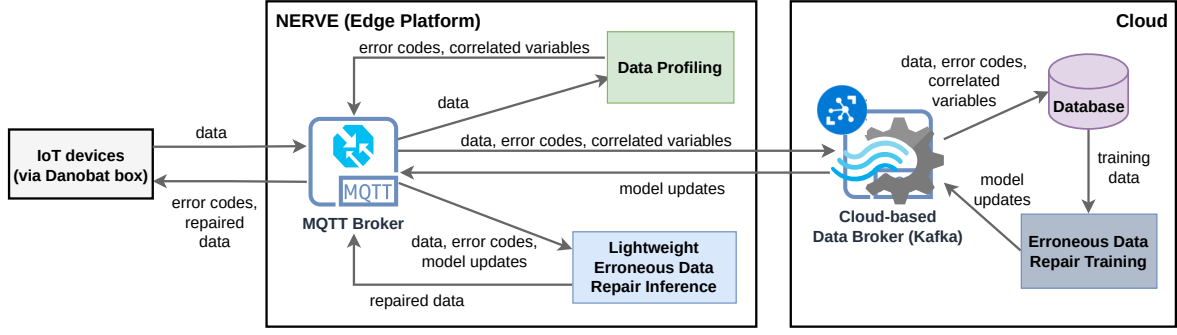 NERVE (Edge Platform)
error codes, correlated variables
Data Profiling
data
data
IoT devices
(via Danobat box)
error codes,
repaired
data
MQTT
MQTT Broker
data, error codes, correlated variables
model updates
data, error codes,
model updates
Lightweight
Erroneous Data
Repair Inference
repaired data
Cloud
data, error codes,
correlated
variables
Database
training
data
model
updates
Cloud-based
Data Broker (Kafka)
Erroneous Data
Repair Training